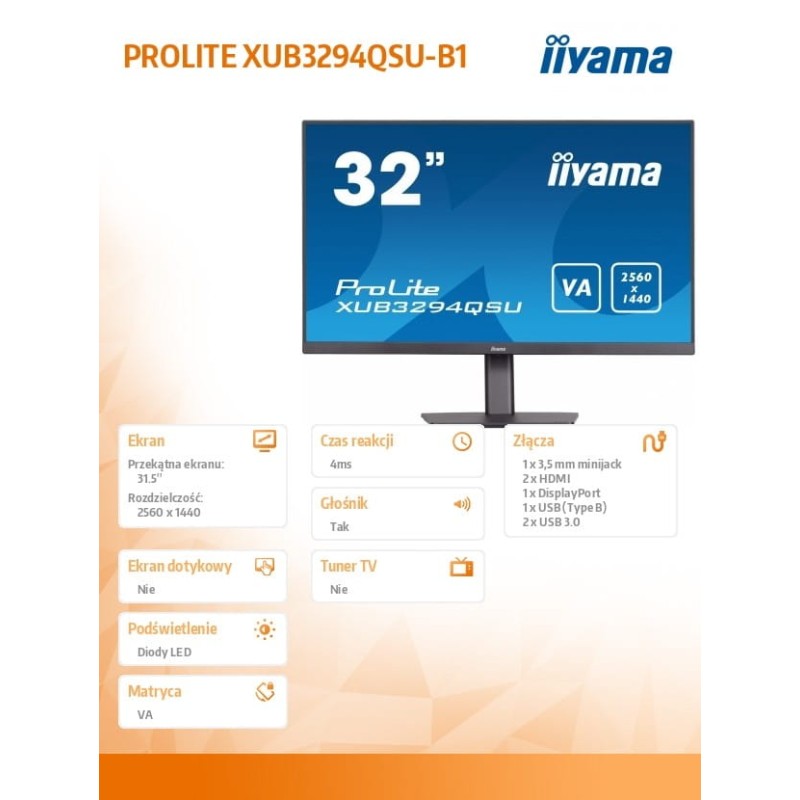 PROLITE XUB3294QSU-B1
iiyama
32”
iiyama
ProLite
XUB3294QSU
VA
2560
x
1440
iiyama
Ekran
Przekątna ekranu:
31.5”
Rozdzielczość:
2560 x 1440
Czas reakcji
4ms
Głośnik
Tak
Złącza
1 x 3,5 mm minijack
2 x HDMI
1 x DisplayPort
1 x USB (Type B)
2 x USB 3.0
Ekran dotykowy
Nie
Tuner TV
Nie
Podświetlenie
Diody LED
Matryca
VA